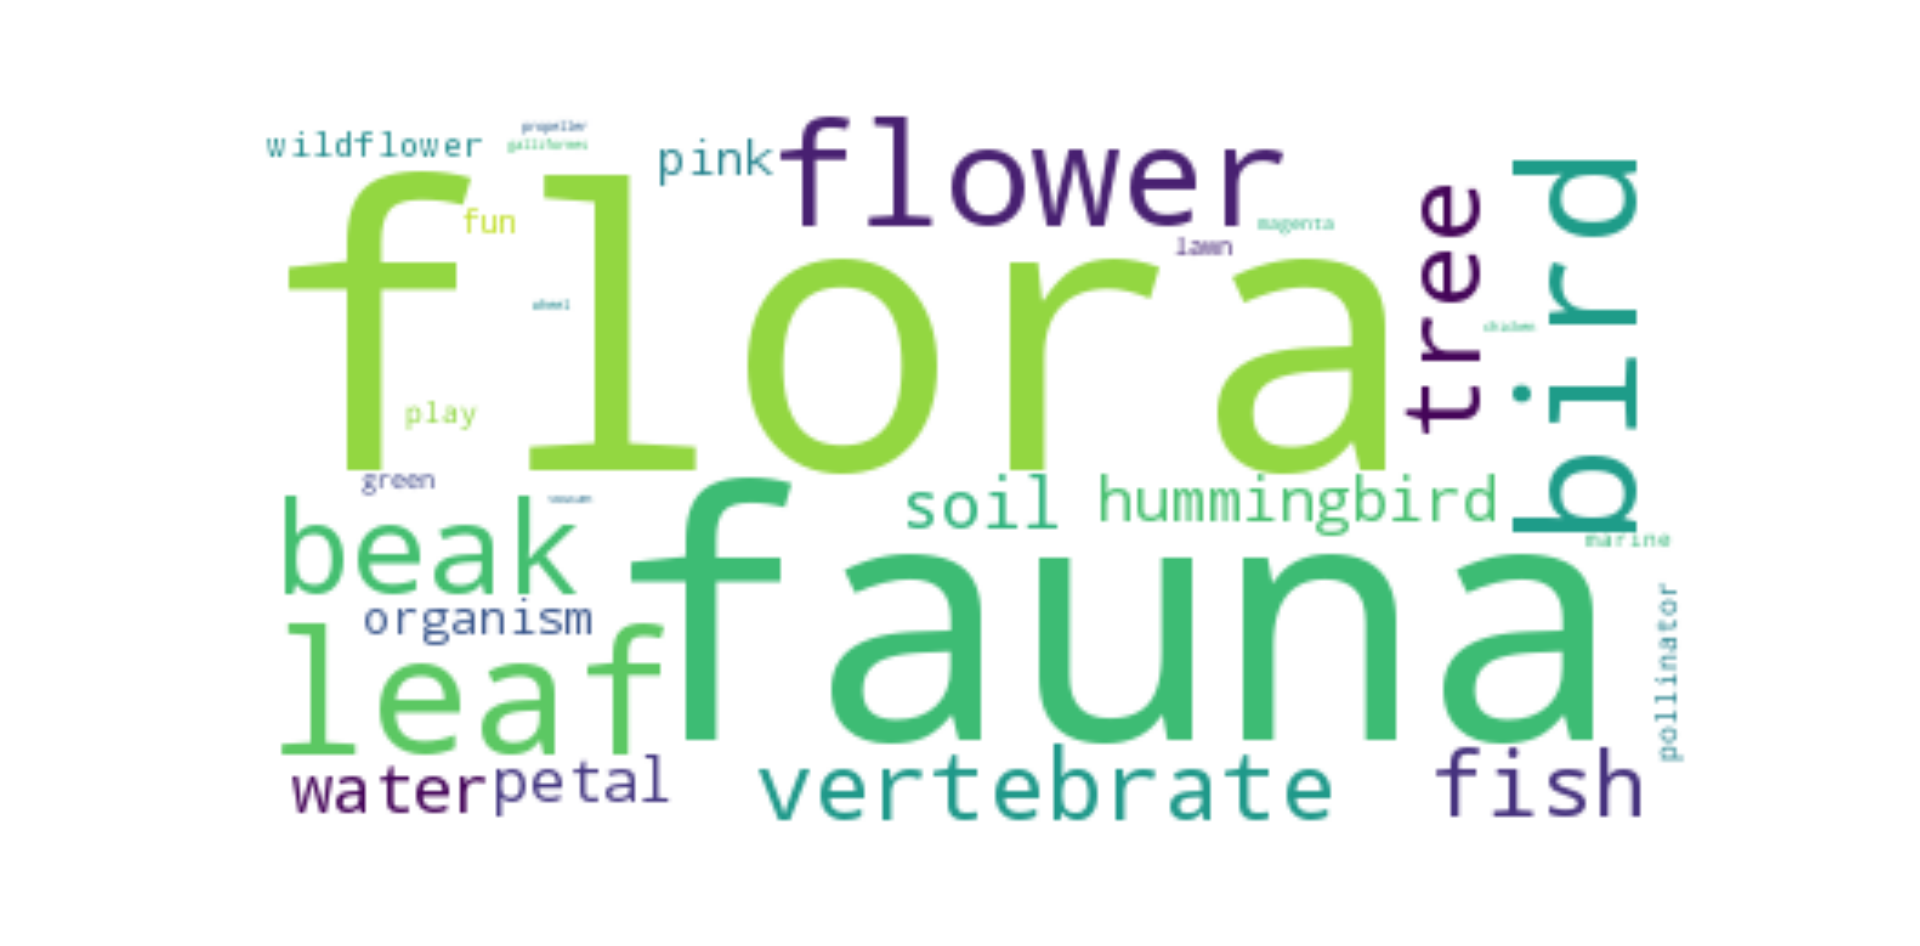 propeller
wildflower
galliformes
pink
flower
fun
flora
magenta
lawn
tree
bird
wheel
chicken
play
green
beak
soil
hummingbird
fauna
marine
organism
leaf
pollinator
water
petal
vertebrate
fish